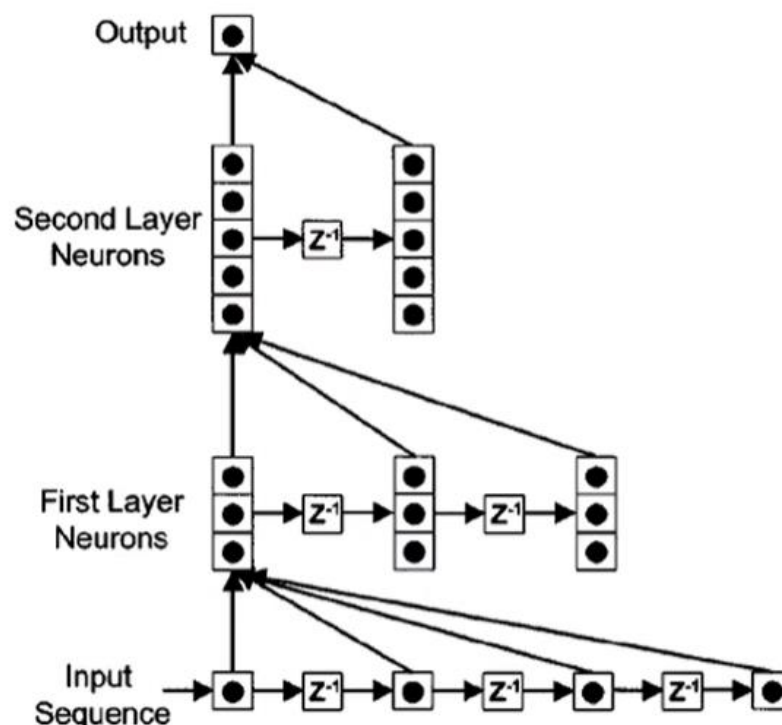 Output
Second Layer
Neurons
Z⁻¹
First Layer
Neurons
Z⁻¹
Z⁻¹
Input
Sequence
Z⁻¹
Z⁻¹
Z⁻¹